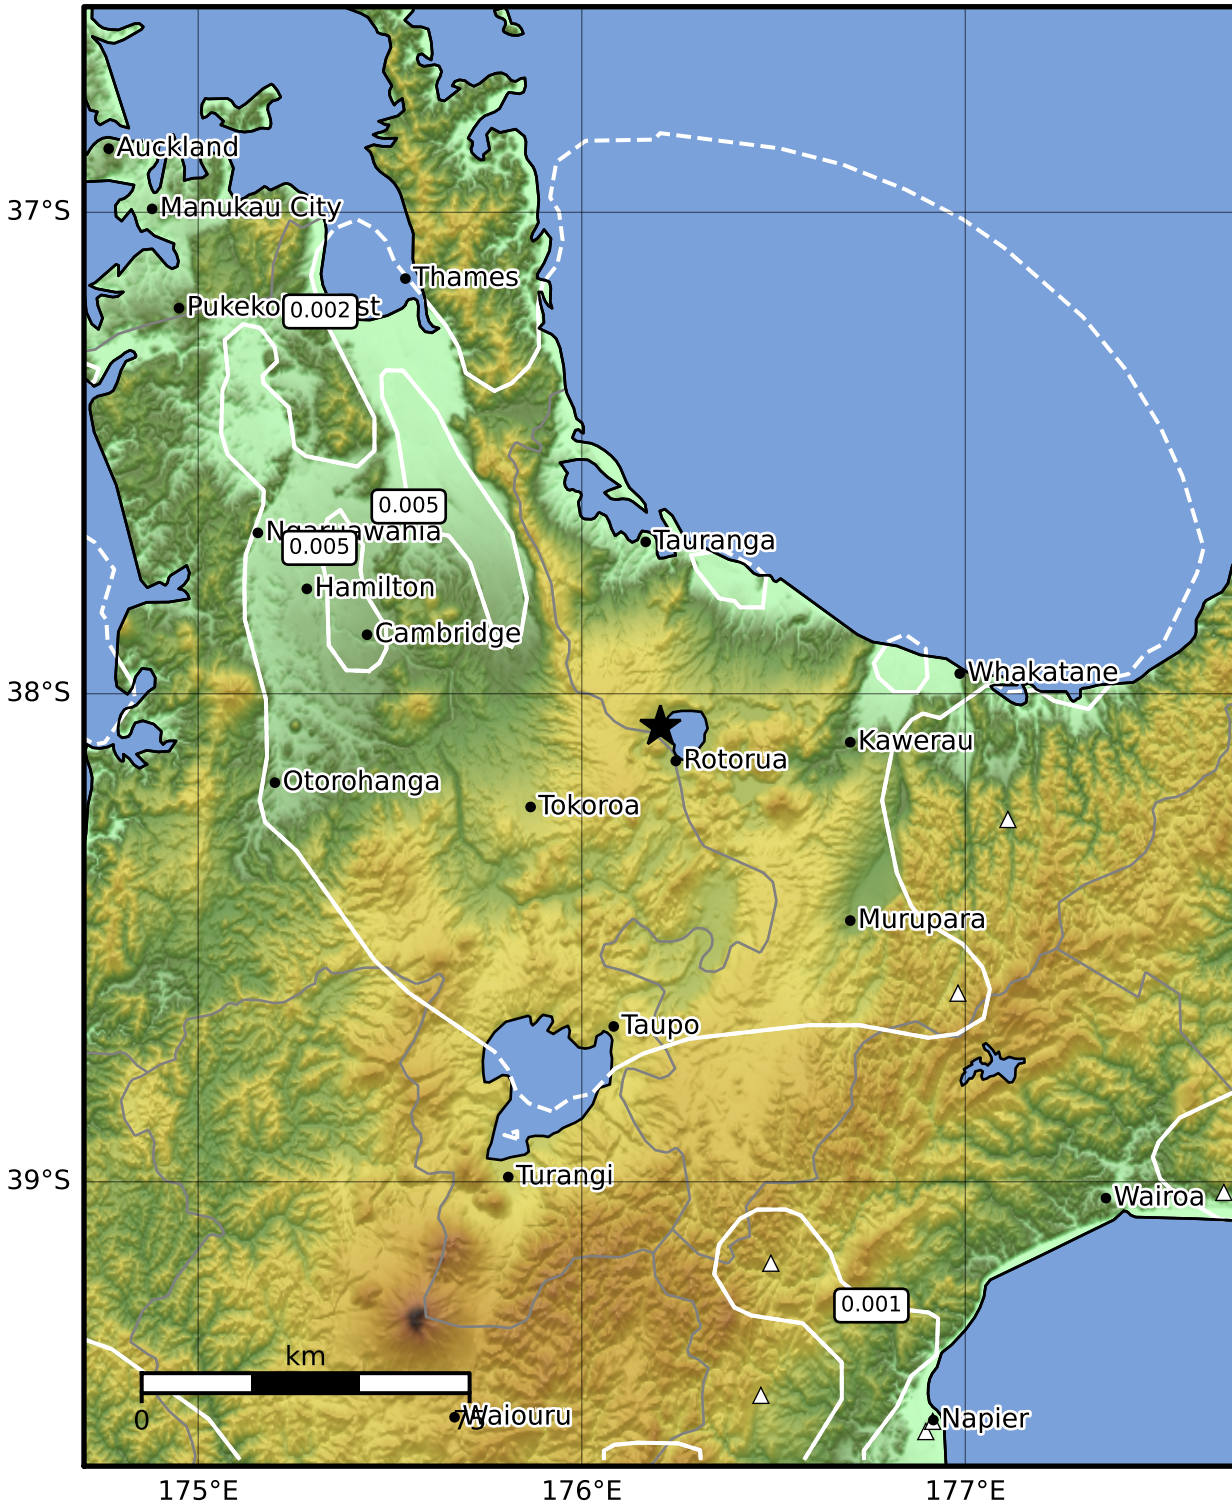 Auckland
Manukau City
37°S
Thames
0.002
0.005
0.005
Tauranga
Hamilton
Cambridge
Whakatane
38°S
Kawerau
Rotorua
Otorohanga
Tokoroa
Murupara
Taupo
Turangi
39°S
Wairoa
0.001
km
0
75
Waiouru
Napier
175°E
176°E
177°E